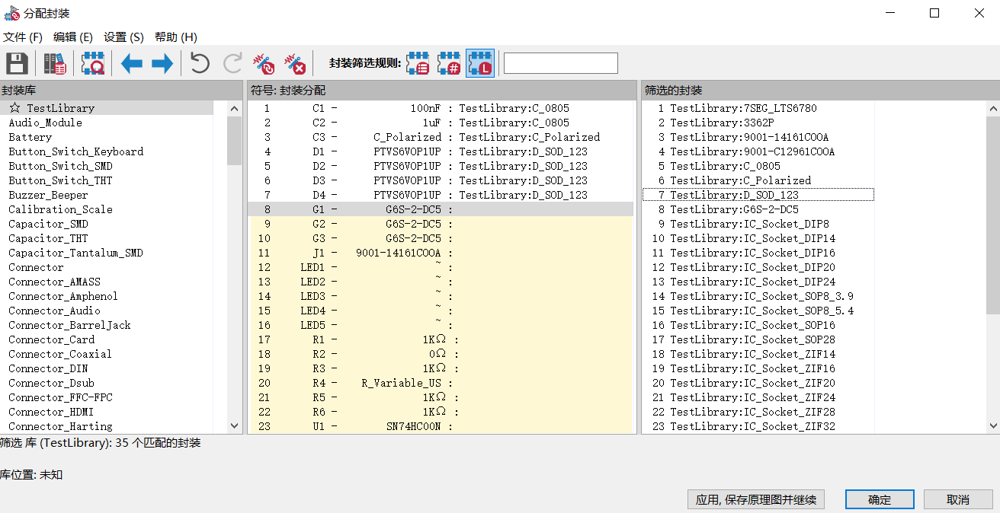 分配封装
文件 (F) 编辑 (E) 设置 (S) 帮助 (H)
封装筛选规则:
封装库
☆ TestLibrary
Audio_Module
Battery
Button_Switch_Keyboard
Button_Switch_SMD
Button_Switch_THT
Buzzer_Beeper
Calibration_Scale
Capacitor_SMD
Capacitor_THT
Capacitor_Tantalum_SMD
Connector
Connector_AMASS
Connector_Amphenol
Connector_Audio
Connector_BarrelJack
Connector_Card
Connector_Coaxial
Connector_DIN
Connector_Dsub
Connector_FFC-FPC
Connector_HDMI
Connector_Harting
符号: 封装分配
1 C1 - 100nF : TestLibrary:C_0805
2 C2 - 1uF : TestLibrary:C_0805
3 C3 - C_Polarized : TestLibrary:C_Polarized
4 D1 - PTVS6VOP1UP : TestLibrary:D_SOD_123
5 D2 - PTVS6VOP1UP : TestLibrary:D_SOD_123
6 D3 - PTVS6VOP1UP : TestLibrary:D_SOD_123
7 D4 - PTVS6VOP1UP : TestLibrary:D_SOD_123
8 G1 - G6S-2-DC5 :
9 G2 - G6S-2-DC5 :
10 G3 - G6S-2-DC5 :
11 J1 - 9001-14161C00A :
12 LED1 - ~ :
13 LED2 - ~ :
14 LED3 - ~ :
15 LED4 - ~ :
16 LED5 - ~ :
17 R1 - 1KΩ :
18 R2 - 0Ω :
19 R3 - 1KΩ :
20 R4 - R_Variable_US :
21 R5 - 1KΩ :
22 R6 - 1KΩ :
23 U1 - SN74HC00N :
筛选的封装
1 TestLibrary:7SEG_LTS6780
2 TestLibrary:3362P
3 TestLibrary:9001-14161C00A
4 TestLibrary:9001-C12961C00A
5 TestLibrary:C_0805
6 TestLibrary:C_Polarized
7 TestLibrary:D_SOD_123
8 TestLibrary:G6S-2-DC5
9 TestLibrary:IC_Socket_DIP8
10 TestLibrary:IC_Socket_DIP14
11 TestLibrary:IC_Socket_DIP16
12 TestLibrary:IC_Socket_DIP20
13 TestLibrary:IC_Socket_DIP24
14 TestLibrary:IC_Socket_SOP8_3.9
15 TestLibrary:IC_Socket_SOP8_5.4
16 TestLibrary:IC_Socket_SOP16
17 TestLibrary:IC_Socket_SOP28
18 TestLibrary:IC_Socket_ZIF14
19 TestLibrary:IC_Socket_ZIF16
20 TestLibrary:IC_Socket_ZIF20
21 TestLibrary:IC_Socket_ZIF24
22 TestLibrary:IC_Socket_ZIF28
23 TestLibrary:IC_Socket_ZIF32
筛选 库 (TestLibrary): 35 个匹配的封装
库位置: 未知
应用, 保存原理图并继续 确定 取消